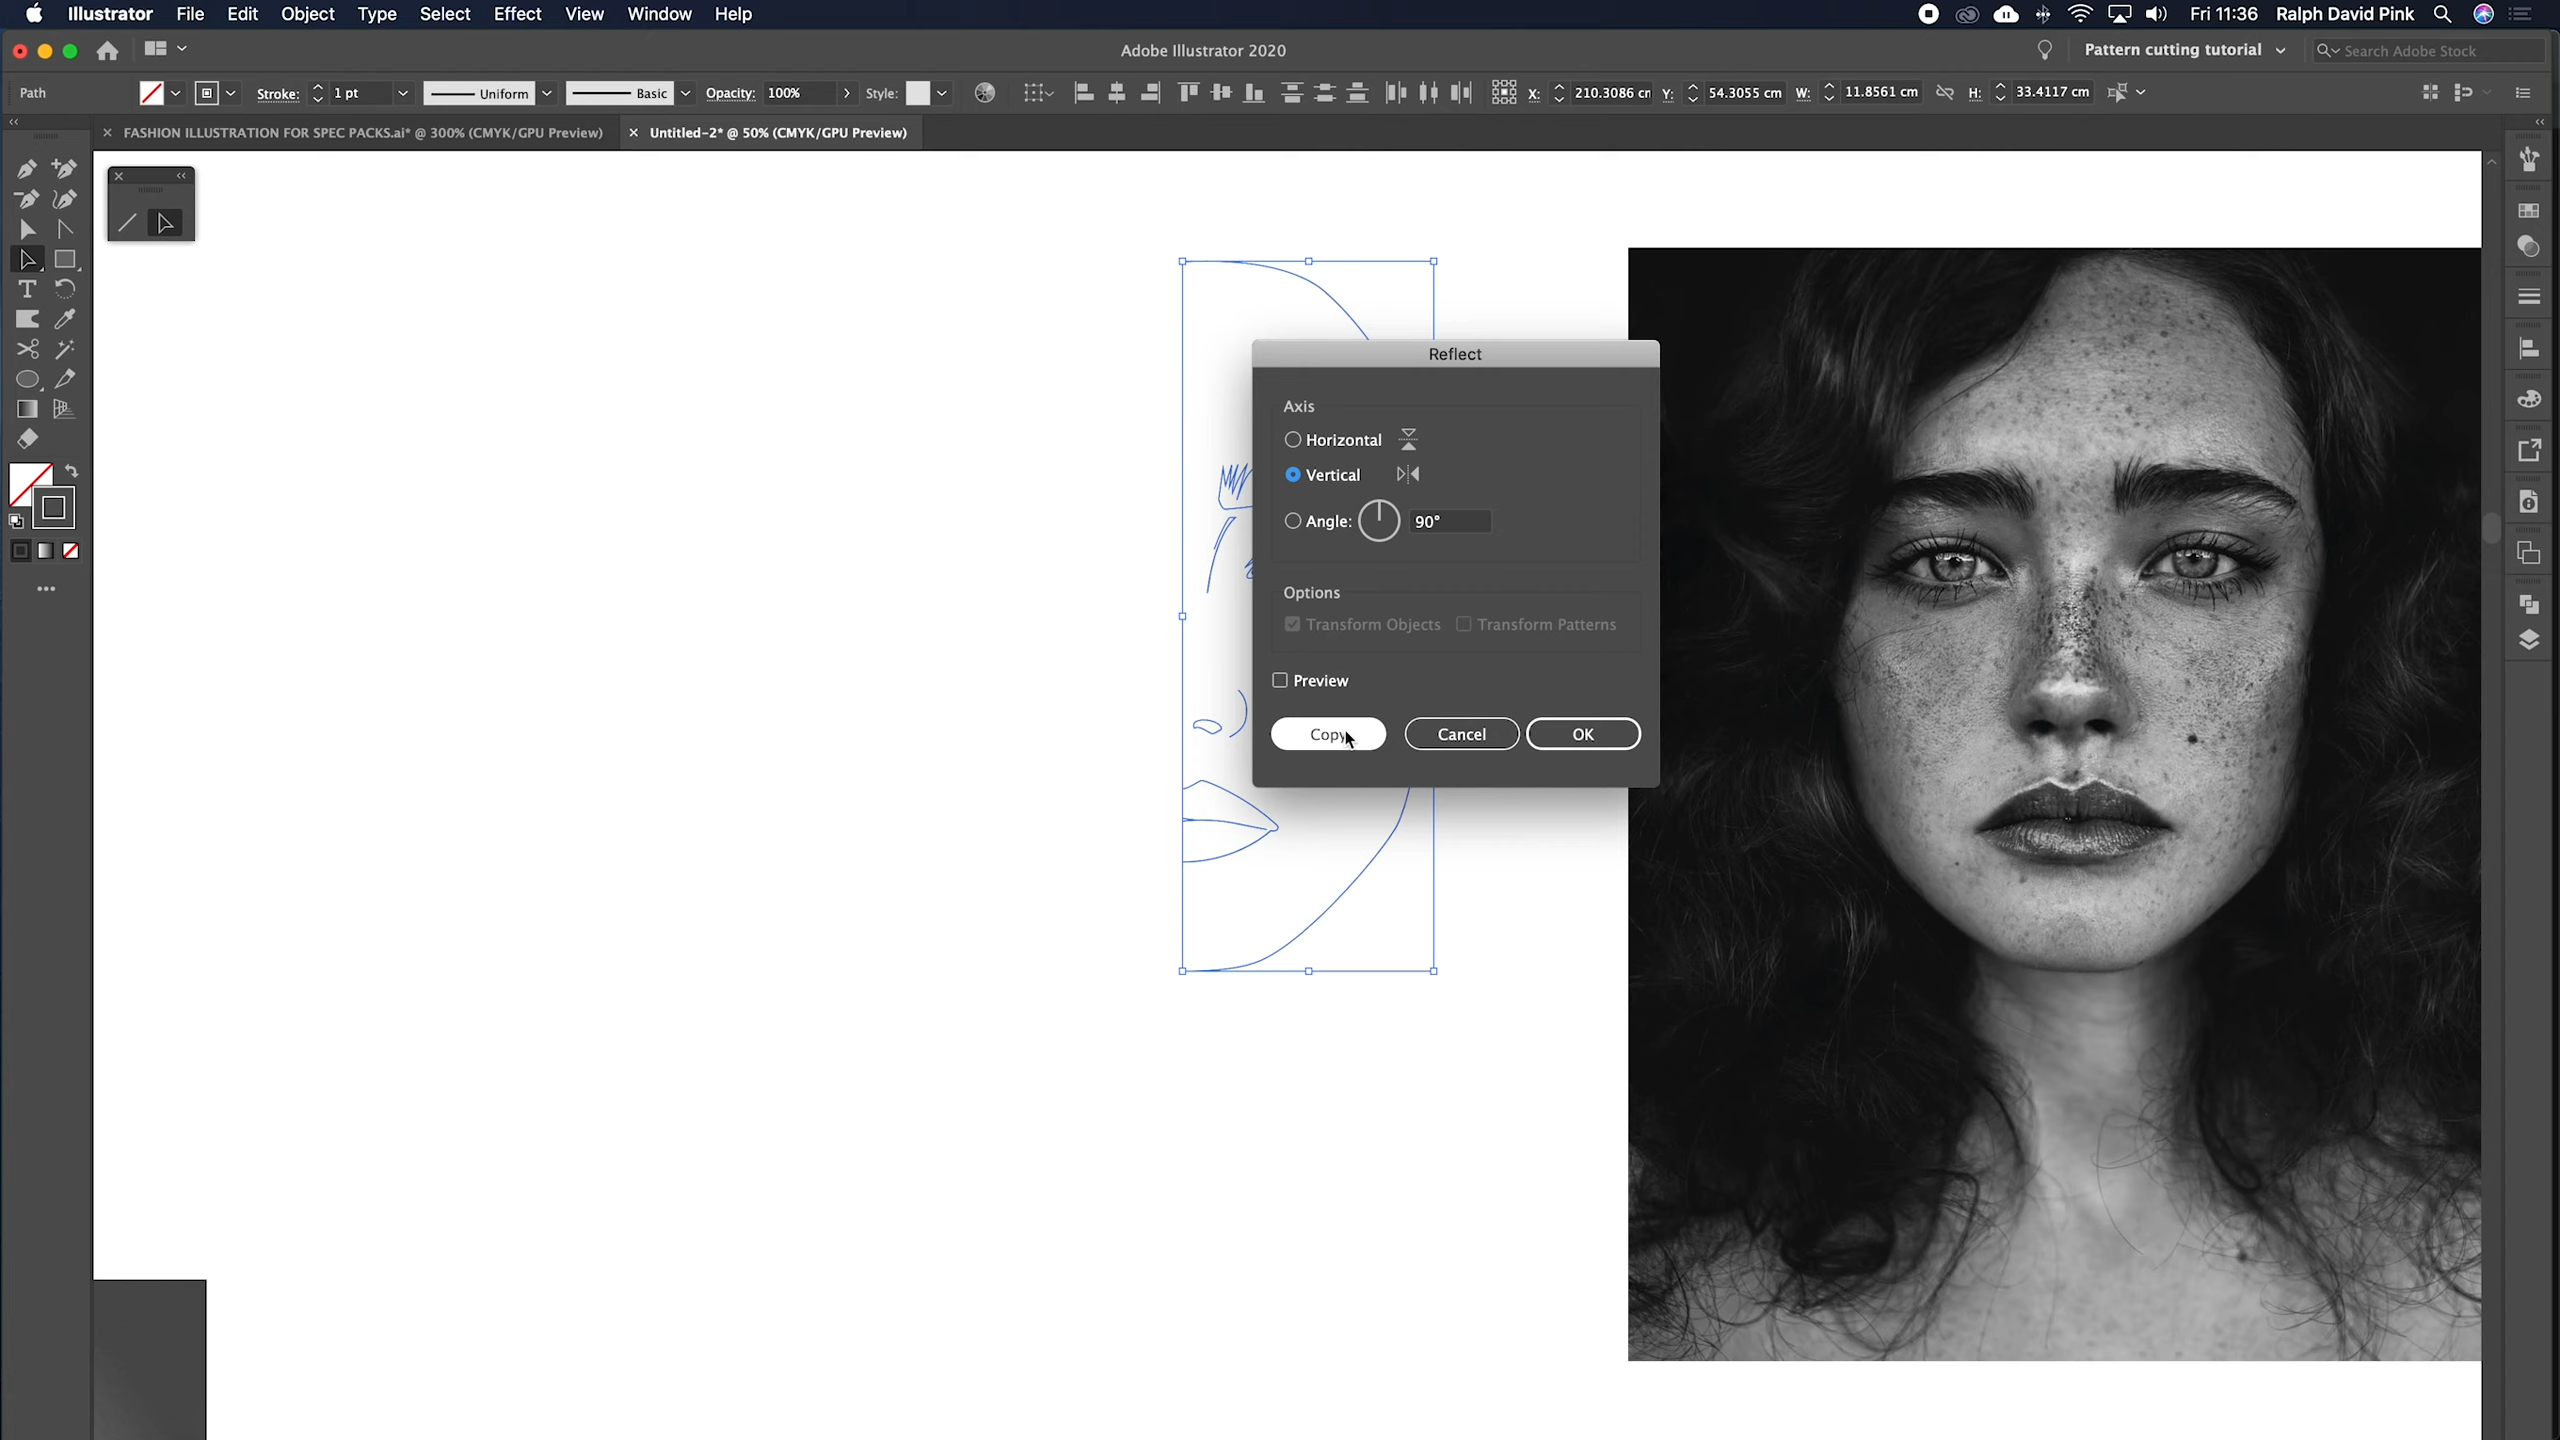 Illustrator File Edit Object Type Select Effect View Window Help Fri 11:36 Ralph David Pink
Adobe Illustrator 2020 Pattern cutting tutorial Search Adobe Stock
Path Stroke: 1 pt Uniform Basic Opacity: 100% Style: X: 210.3086 cm Y: 54.3055 cm W: 11.8561 cm H: 33.4117 cm
FASHION ILLUSTRATION FOR SPEC PACKS.ai* @ 300% (CMYK/GPU Preview) Untitled-2* @ 50% (CMYK/GPU Preview)
Reflect
Axis
Horizontal
Vertical
Angle: 90°
Options
Transform Objects Transform Patterns
Preview
Copy Cancel OK